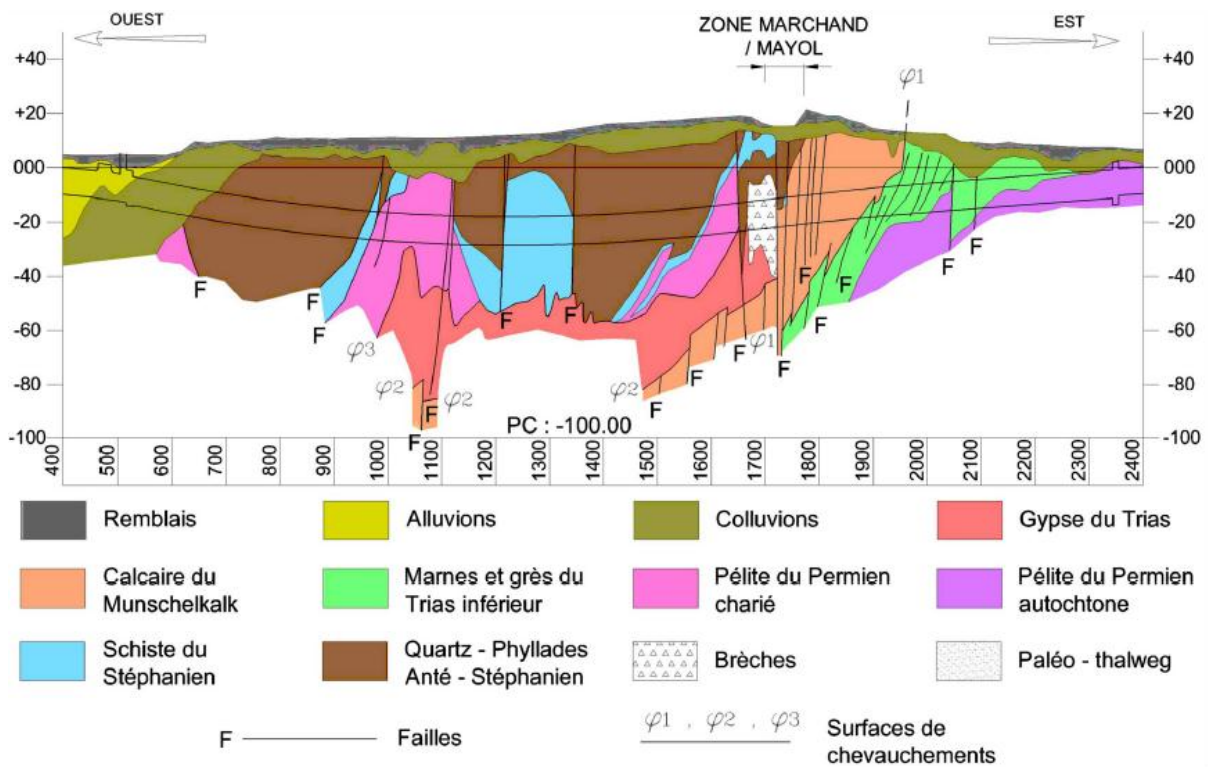 OUEST
ZONE MARCHAND
/ MAYOL
EST
φ1
+40
+40
+20
+20
000
000
-20
-20
-40
-40
-60
-60
-80
-80
-100
-100
F
F
F
F
F
F
F
F
F
F
F
F
F
F
φ3
φ2
φ2
φ2
φ1
PC : -100.00
400
500
600
700
800
900
1000
1100
1200
1300
1400
1500
1600
1700
1800
1900
2000
2100
2200
2300
2400
Remblais
Alluvions
Colluvions
Gypse du Trias
Calcaire du
Munschelkalk
Marnes et grès du
Trias inférieur
Pélite du Permien
charié
Pélite du Permien
autochtone
Schiste du
Stéphanien
Quartz - Phyllades
Anté - Stéphanien
Brèches
Paléo - thalweg
F
Failles
φ1 , φ2 , φ3
Surfaces de
chevauchements